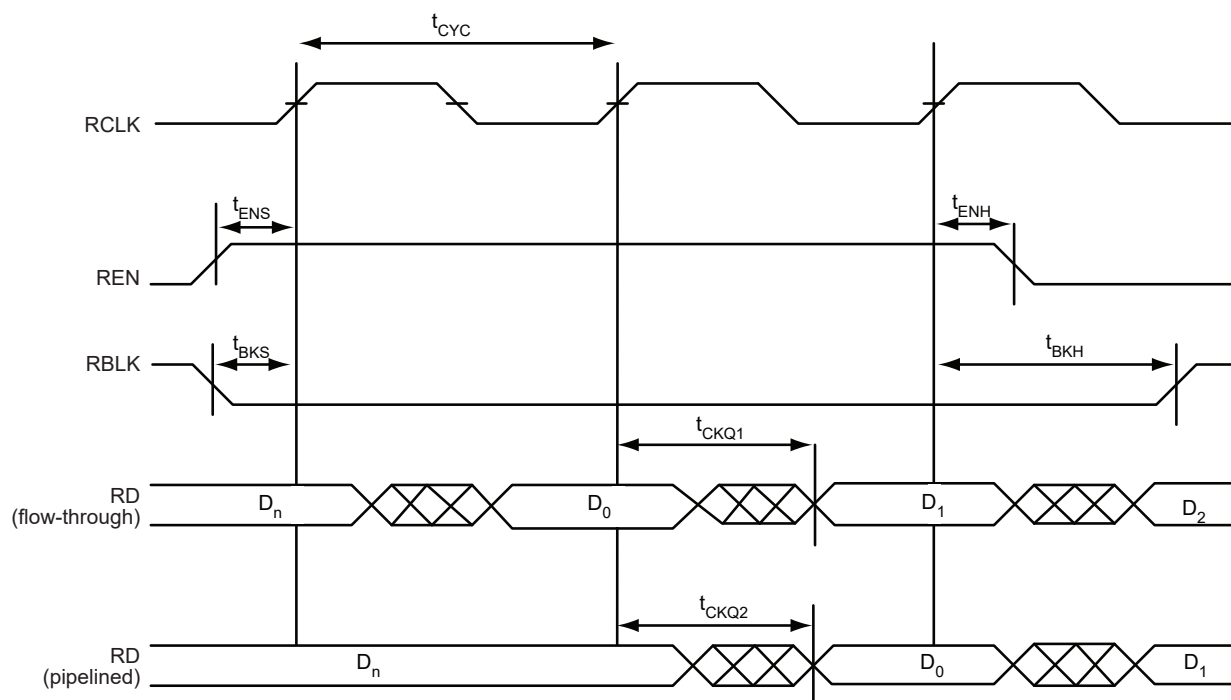 tCYC
RCLK
tENS
tENH
REN
tBKS
tBKH
RBLK
tCKQ1
RD
(flow-through)
Dn
D0
D1
D2
tCKQ2
RD
(pipelined)
Dn
D0
D1